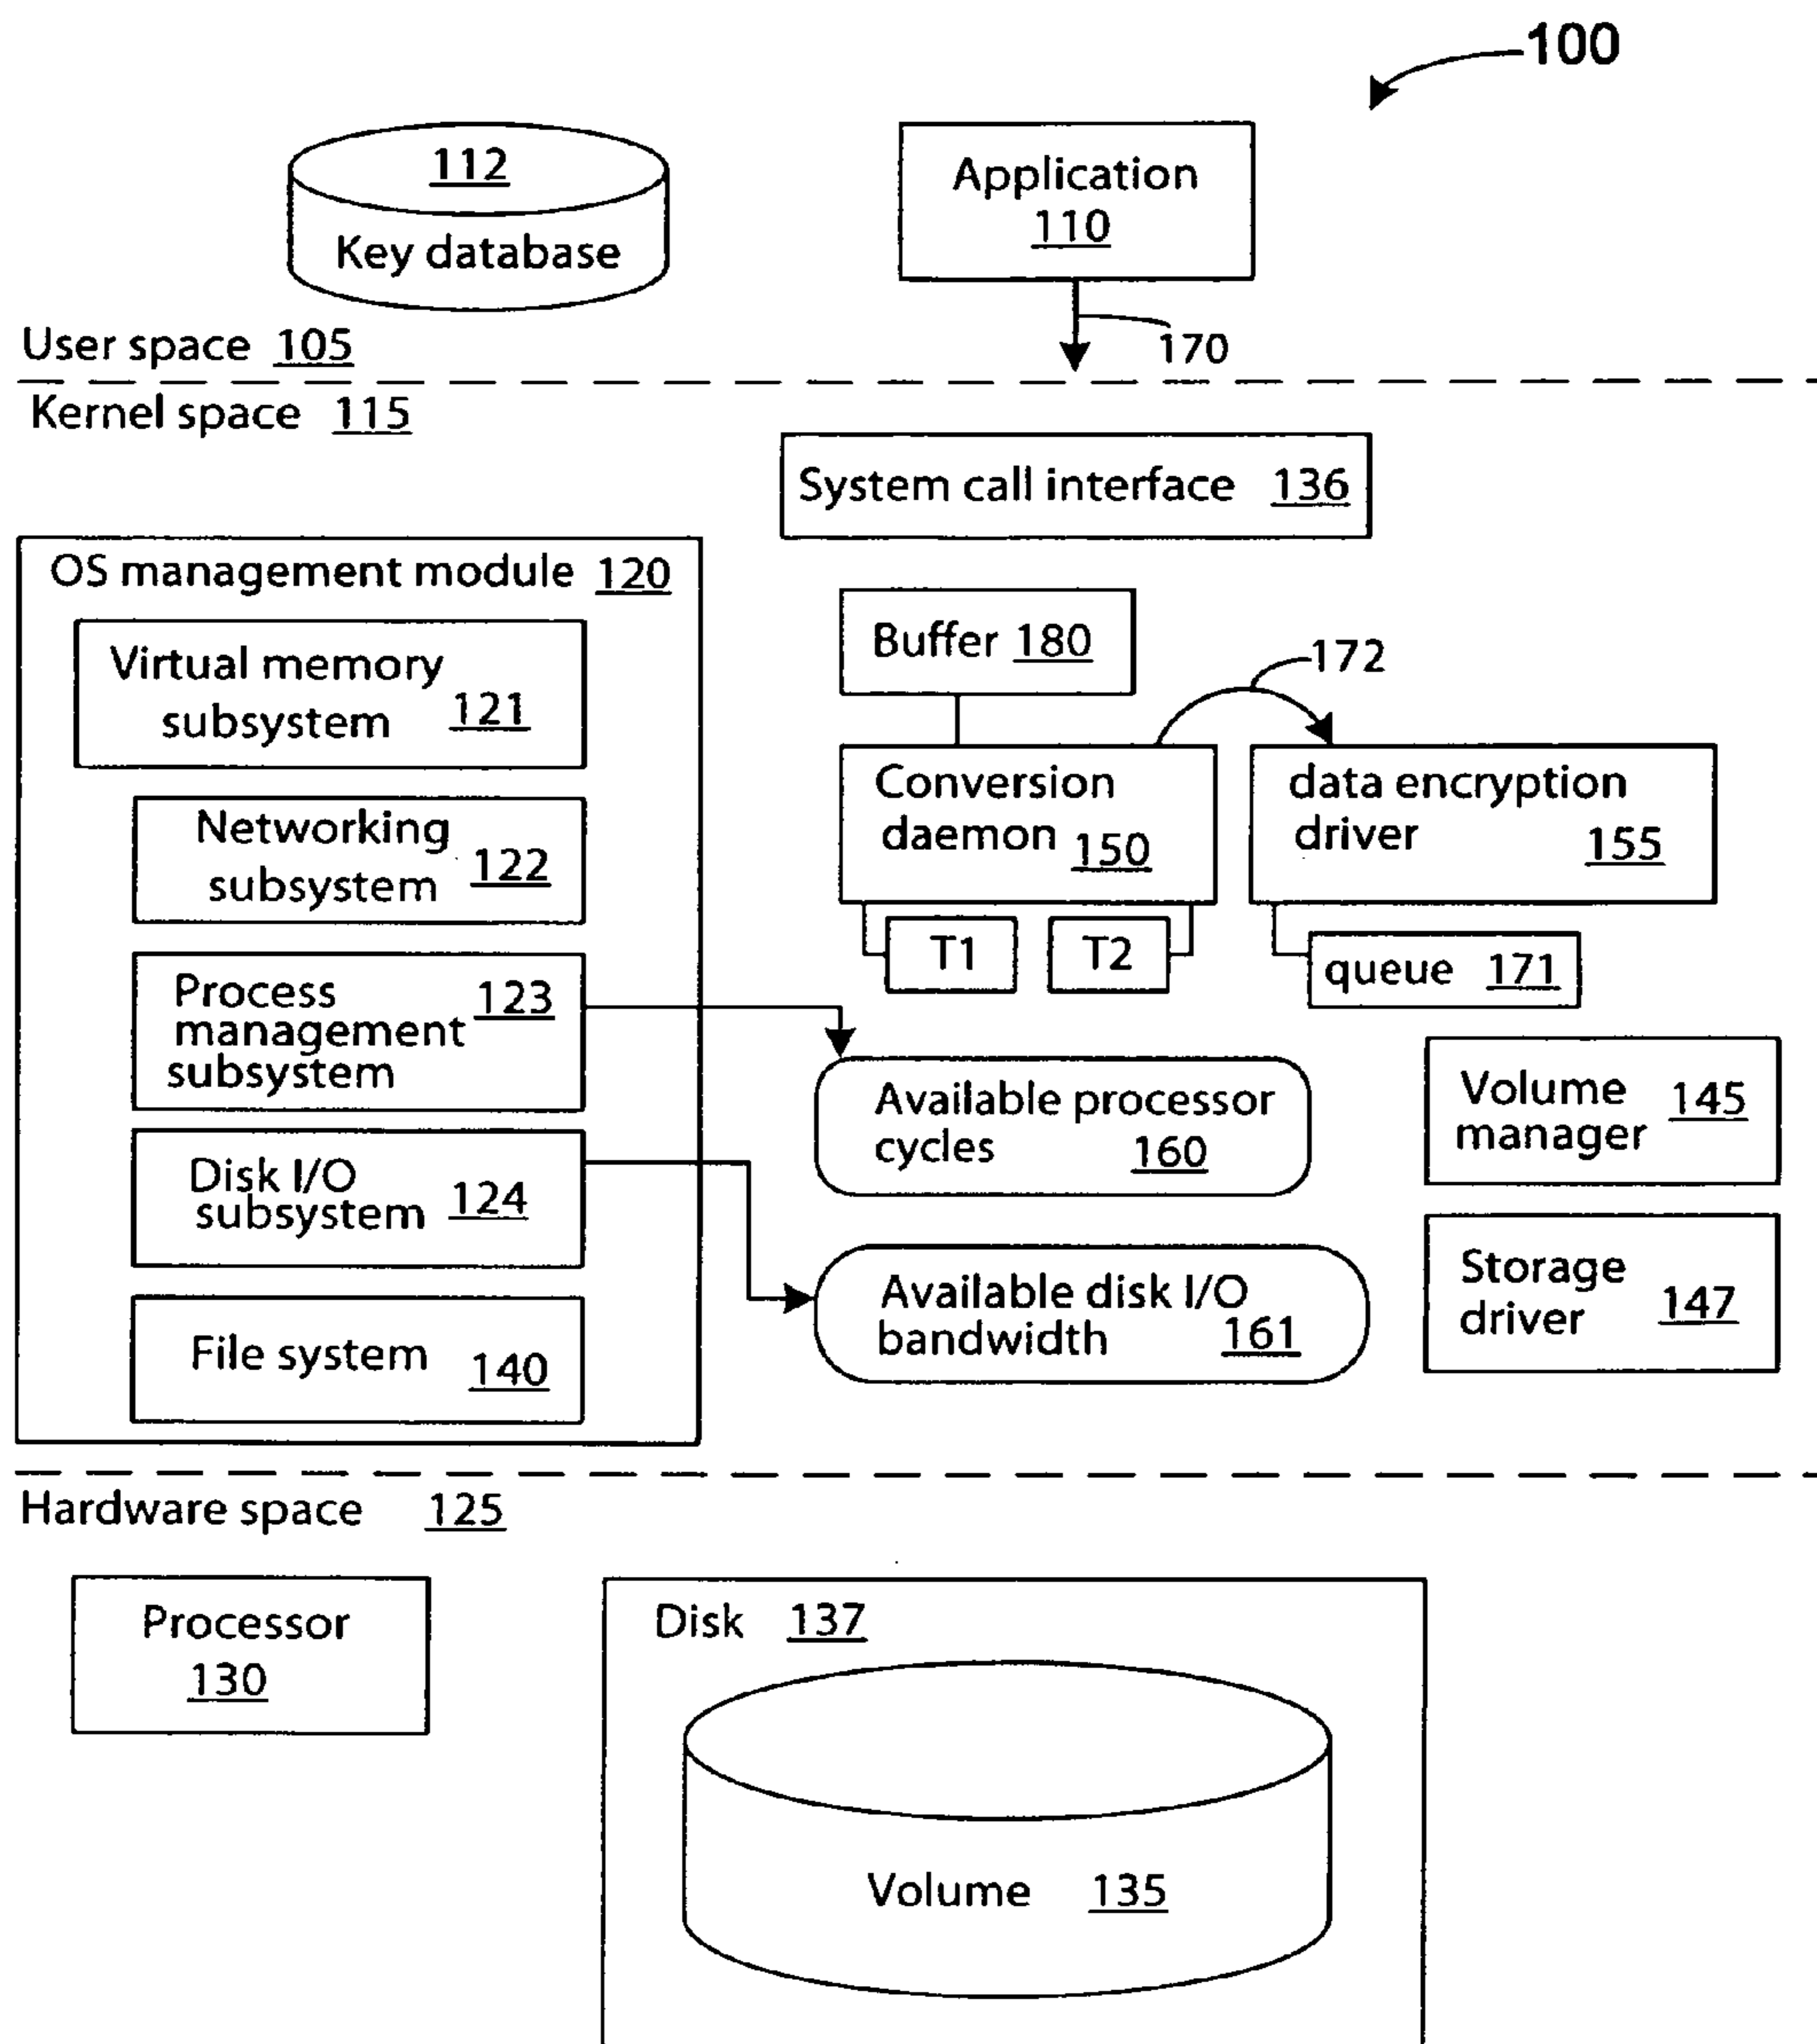 100
112
Key database
Application
110
170
User space 105
Kernel space 115
System call interface 136
OS management module 120
Virtual memory
subsystem 121
Networking
subsystem 122
Process 123
management
subsystem
Disk I/O
subsystem 124
File system 140
Buffer 180
172
Conversion
daemon 150
data encryption
driver 155
T1
T2
queue 171
Available processor
cycles 160
Available disk I/O
bandwidth 161
Volume 145
manager
Storage
driver 147
Hardware space 125
Processor
130
Disk 137
Volume 135